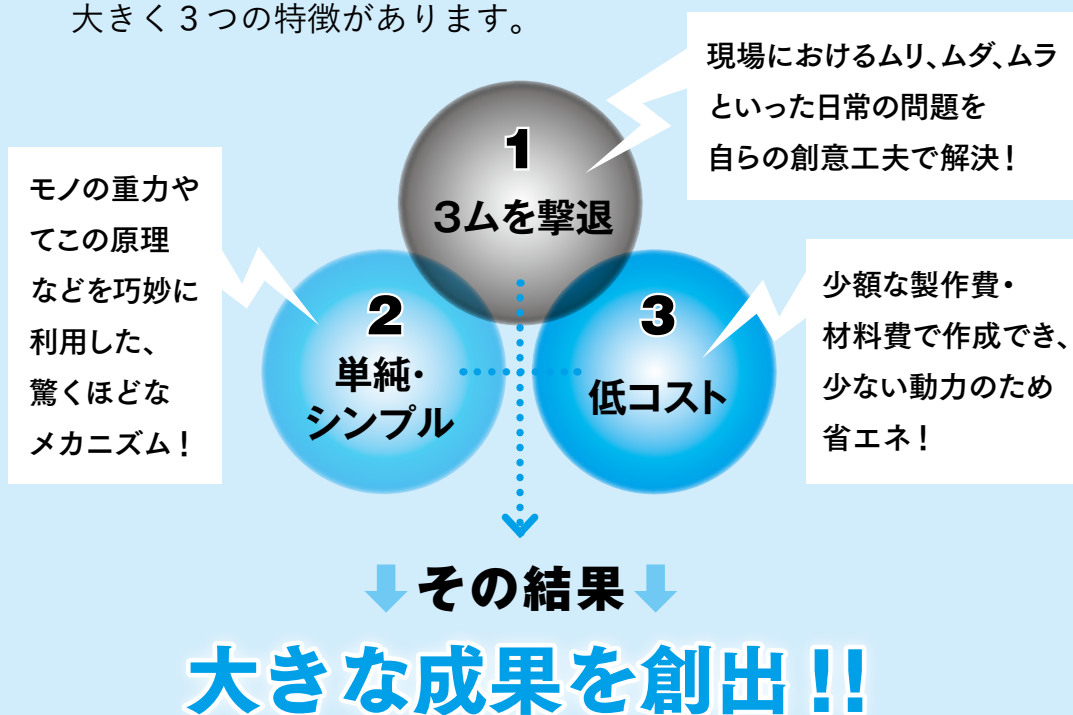 大きく3つの特徴があります。
現場におけるムリ、ムダ、ムラ
といった日常の問題を
自らの創意工夫で解決！
1
3ムを撃退
モノの重力や
てこの原理
などを巧妙に
利用した、
驚くほどな
メカニズム！
2
単純・
シンプル
3
低コスト
少額な製作費・
材料費で作成でき、
少ない動力のため
省エネ！
その結果
大きな成果を創出!!